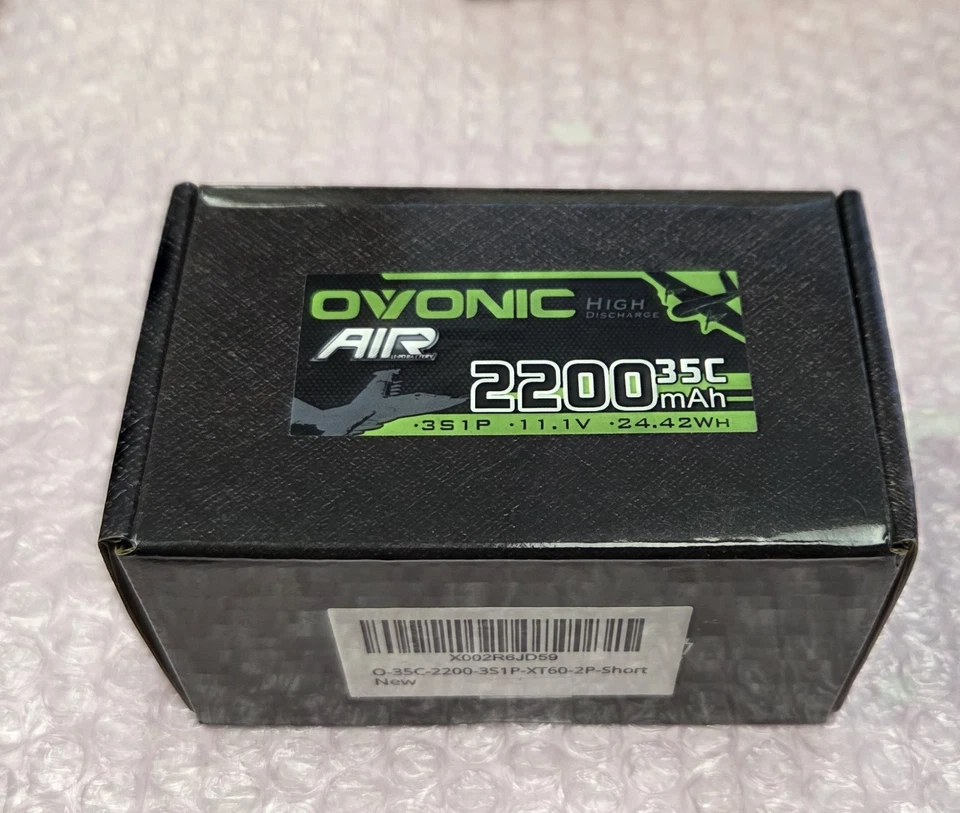 OVONIC
HIGH
DISCHARGE
AIR
2200 35C
mAh
·3S1P ·11.1V ·24.42WH
X002R6JD59
O-35C-2200-3S1P-XT60-2P-Short
New